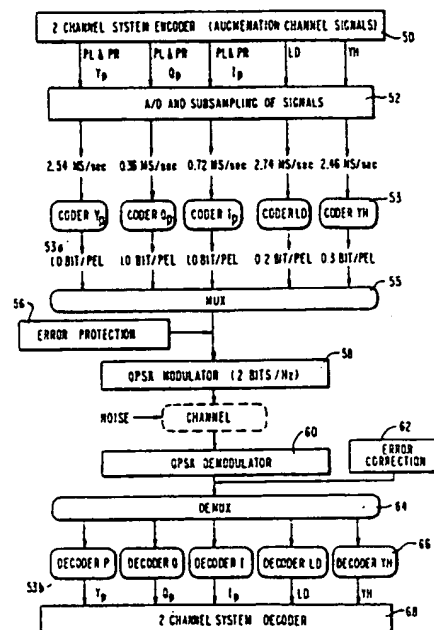 2 CHANNEL SYSTEM ENCODER (AUGMENATION CHANNEL SIGNALS)
50
PL & PR PL & PR PL & PR LD YH
Yp Qp Ip
A/D AND SUBSAMPLING OF SIGNALS
52
2.54 MS/sec 0.36 MS/sec 0.72 MS/sec 2.74 MS/sec 2.46 MS/sec
53
CODER Yp CODER Qp CODER Ip CODER LD CODER YH
53a
1.0 BIT/PEL 1.0 BIT/PEL 1.0 BIT/PEL 0.2 BIT/PEL 0.3 BIT/PEL
55
MUX
56
ERROR PROTECTION
58
QPSK MODULATOR (2 BITS/Hz)
NOISE CHANNEL
60
62
QPSK DEMODULATOR
ERROR
CORRECTION
DEMUX
64
66
DECODER P DECODER Q DECODER I DECODER LD DECODER YH
53b
Yp Qp Ip LD YH
2 CHANNEL SYSTEM DECODER
68